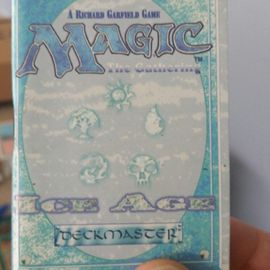 A RICHARD GARFIELD GAME
MAGIC
The Gathering
TM
ICE AGE
DECKMASTER